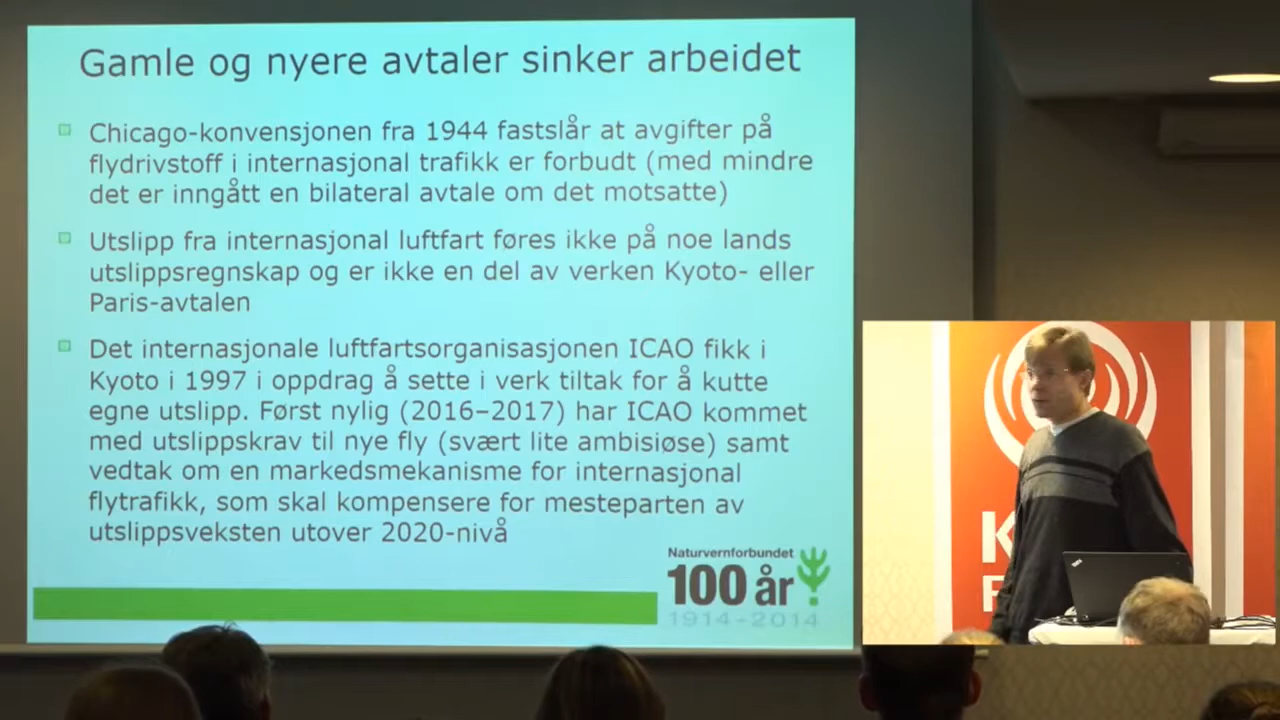 Gamle og nyere avtaler sinker arbeidet
Chicago-konvensjonen fra 1944 fastslår at avgifter på
flydrivstoff i internasjonal trafikk er forbudt (med mindre
det er inngått en bilateral avtale om det motsatte)
Utslipp fra internasjonal luftfart føres ikke på noe lands
utslippsregnskap og er ikke en del av verken Kyoto- eller
Paris-avtalen
Det internasjonale luftfartsorganisasjonen ICAO fikk i
Kyoto i 1997 i oppdrag å sette i verk tiltak for å kutte
egne utslipp. Først nylig (2016–2017) har ICAO kommet
med utslippskrav til nye fly (svært lite ambisiøse) samt
vedtak om en markedsmekanisme for internasjonal
flytrafikk, som skal kompensere for mesteparten av
utslippsveksten utover 2020-nivå
Naturvernforbundet
100 år
1914-2014